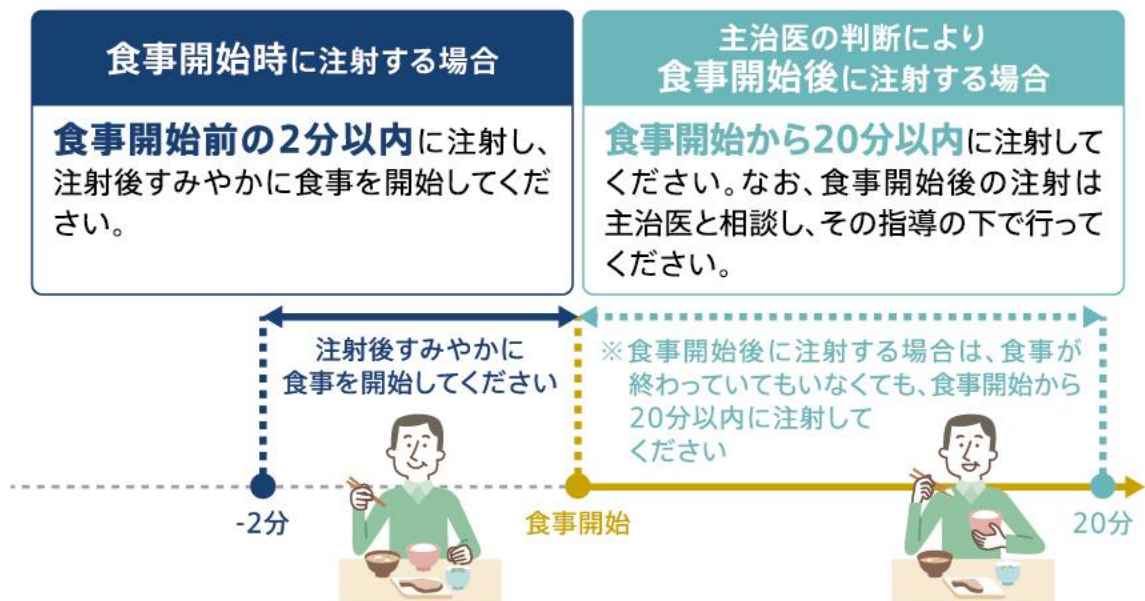 食事開始時に注射する場合
食事開始前の2分以内に注射し、
注射後すみやかに食事を開始してくだ
さい。
主治医の判断により
食事開始後に注射する場合
食事開始から20分以内に注射して
ください。なお、食事開始後の注射は
主治医と相談し、その指導の下で行って
ください。
注射後すみやかに
食事を開始してください
※食事開始後に注射する場合は、食事が
終わっていてもいなくても、食事開始から
20分以内に注射して
ください
-2分
食事開始
20分